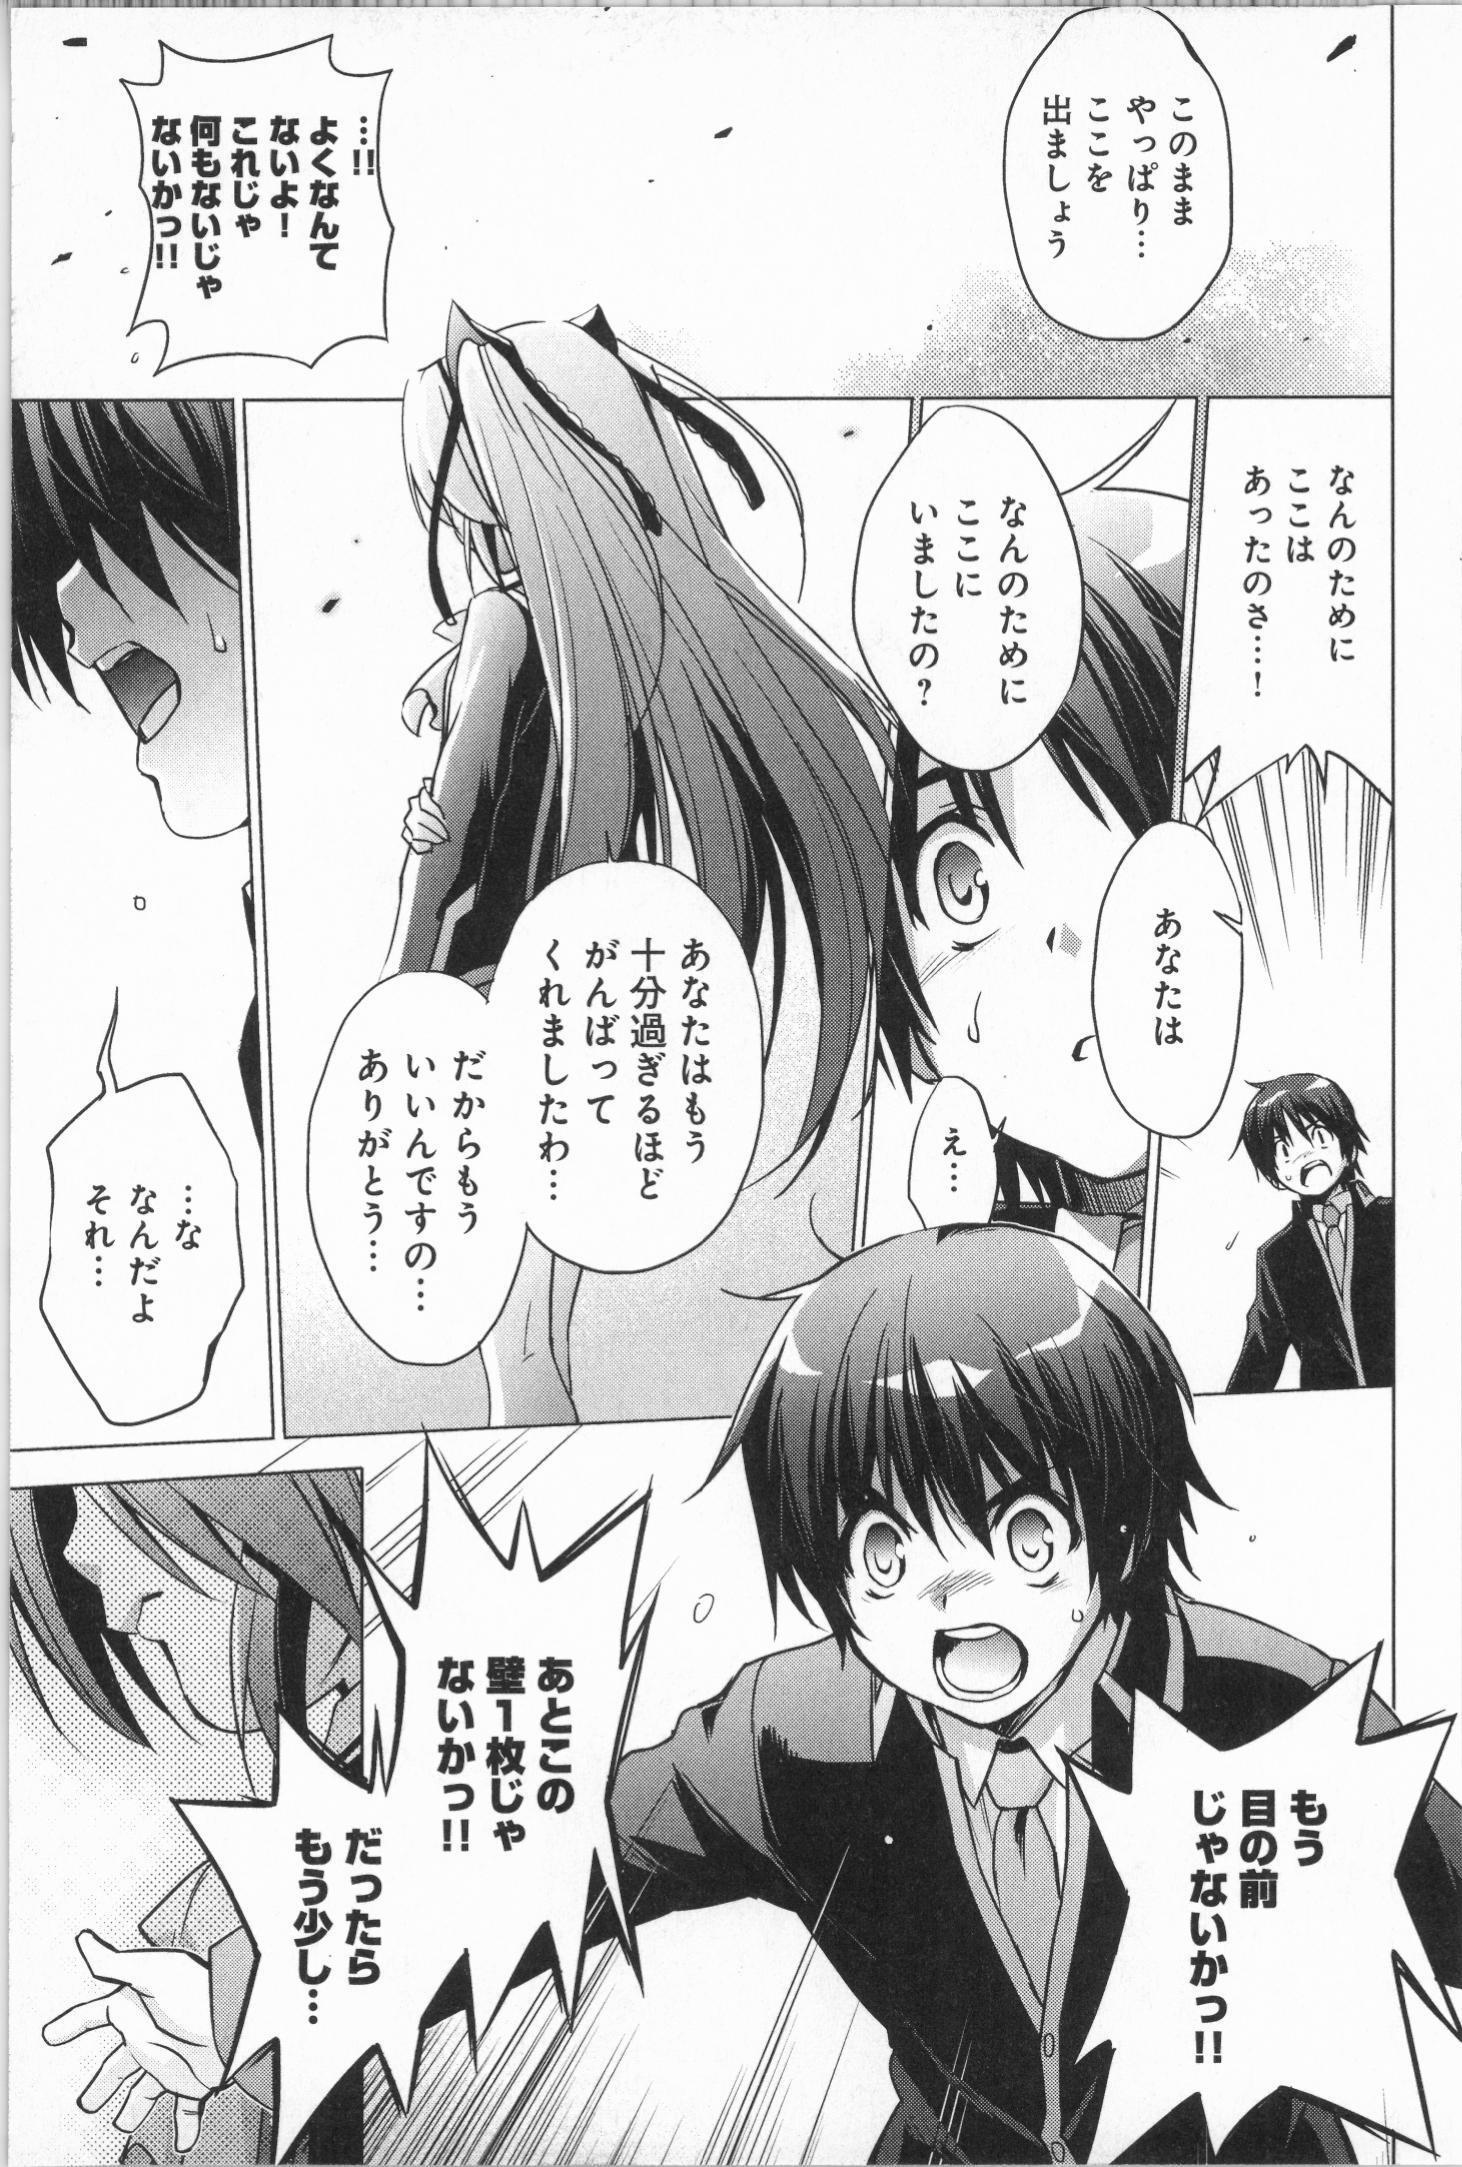 このまま
やっぱり…
ここを
出ましょう
…!!
よくなんて
ないよ!
これじゃ
何もないじゃ
ないかっ!!
なんのために
ここは
あったのさ…!
あなたは
なんのために
ここに
いましたの?
え…
あなたはもう
十分過ぎるほど
がんばって
くれましたわ…
だからもう
いいんですの…
ありがとう…
…な
なんだよ
それ…
もう
目の前
じゃないかっ!!
あとこの
壁1枚じゃ
ないかっ!!
だったら
もう少し…